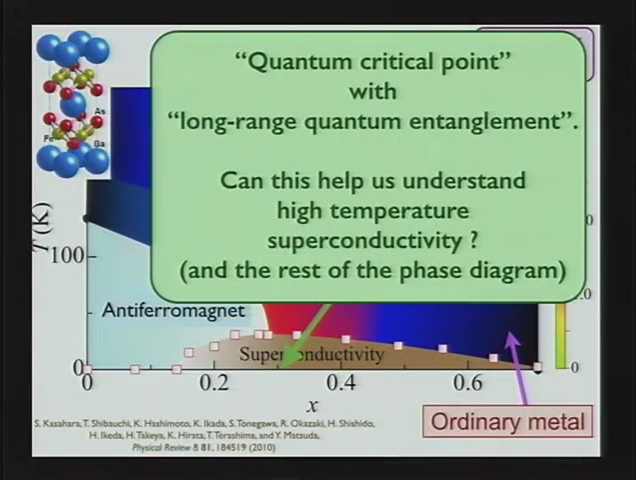 “Quantum critical point”
with
“long-range quantum entanglement”.
Can this help us understand
high temperature
superconductivity ?
(and the rest of the phase diagram)
As
Fe
Ba
T (K)
100
0
Antiferromagnet
Superconductivity
0
0.2
0.4
0.6
x
0
Ordinary metal
S. Kasahara, T. Shibauchi, K. Hashimoto, K. Ikada, S. Tonegawa, R. Okazaki, H. Shishido,
H. Ikeda, H. Takeya, K. Hirata, T. Terashima, and Y. Matsuda,
Physical Review B 81, 184519 (2010)